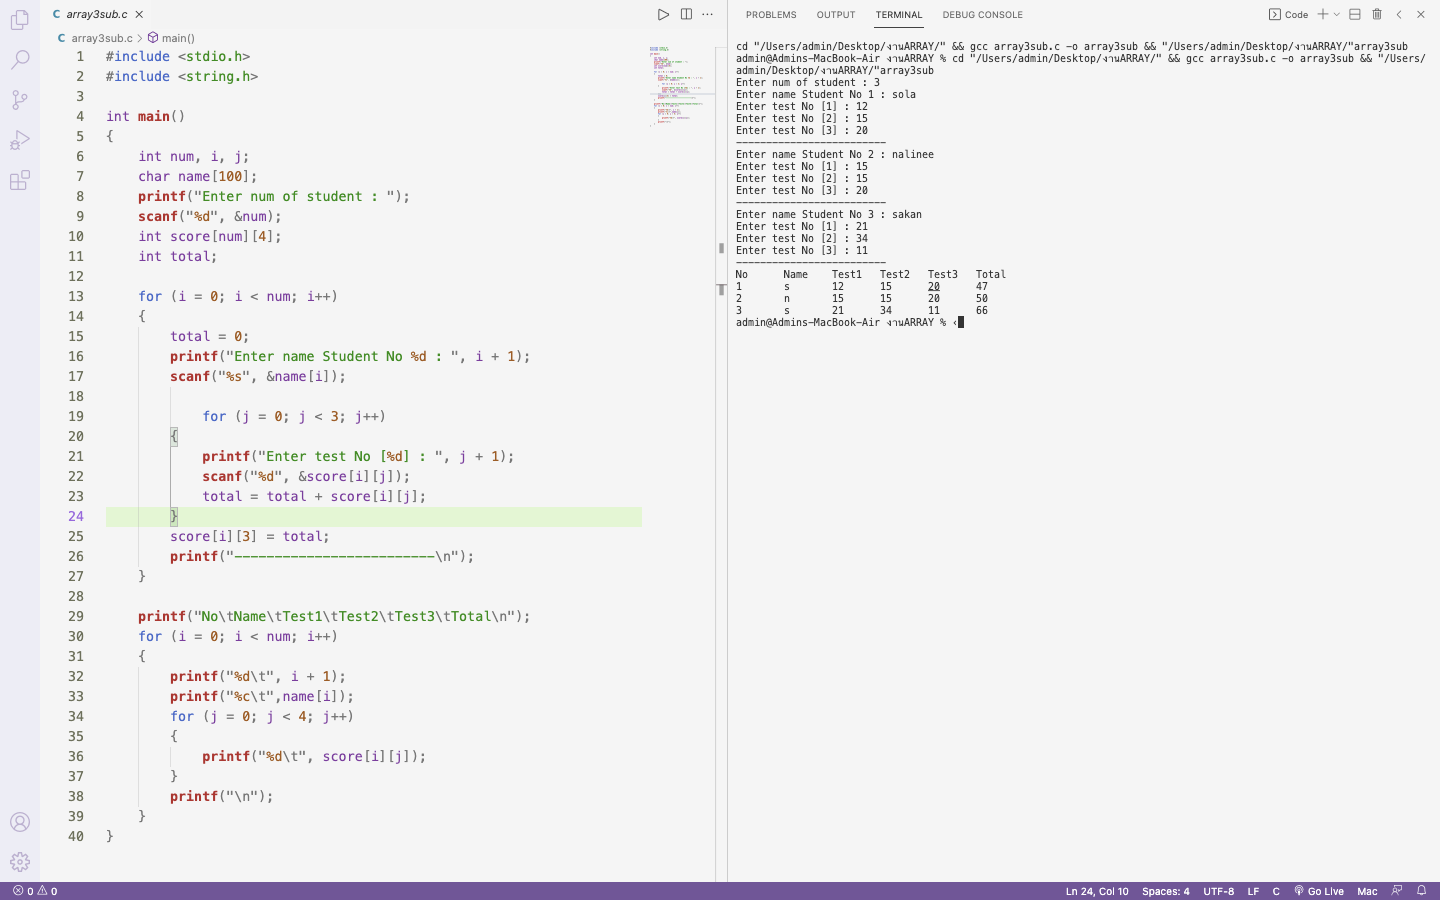 array3sub.c
array3sub.c > main()
1 #include <stdio.h>
2 #include <string.h>
3
4 int main()
5 {
6 int num, i, j;
7 char name[100];
8 printf("Enter num of student : ");
9 scanf("%d", &num);
10 int score[num][4];
11 int total;
12
13 for (i = 0; i < num; i++)
14 {
15 total = 0;
16 printf("Enter name Student No %d : ", i + 1);
17 scanf("%s", &name[i]);
18
19 for (j = 0; j < 3; j++)
20 {
21 printf("Enter test No [%d] : ", j + 1);
22 scanf("%d", &score[i][j]);
23 total = total + score[i][j];
24 }
25 score[i][3] = total;
26 printf("-------------------------\n");
27 }
28
29 printf("No\tName\tTest1\tTest2\tTest3\tTotal\n");
30 for (i = 0; i < num; i++)
31 {
32 printf("%d\t", i + 1);
33 printf("%c\t",name[i]);
34 for (j = 0; j < 4; j++)
35 {
36 printf("%d\t", score[i][j]);
37 }
38 printf("\n");
39 }
40 }
PROBLEMS OUTPUT TERMINAL DEBUG CONSOLE
Code
cd "/Users/admin/Desktop/งานARRAY/" && gcc array3sub.c -o array3sub && "/Users/admin/Desktop/งานARRAY/"array3sub
admin@Admins-MacBook-Air งานARRAY % cd "/Users/admin/Desktop/งานARRAY/" && gcc array3sub.c -o array3sub && "/Users/
admin/Desktop/งานARRAY/"array3sub
Enter num of student : 3
Enter name Student No 1 : sola
Enter test No [1] : 12
Enter test No [2] : 15
Enter test No [3] : 20
-------------------------
Enter name Student No 2 : nalinee
Enter test No [1] : 15
Enter test No [2] : 15
Enter test No [3] : 20
-------------------------
Enter name Student No 3 : sakan
Enter test No [1] : 21
Enter test No [2] : 34
Enter test No [3] : 11
-------------------------
No Name Test1 Test2 Test3 Total
1 s 12 15 20 47
2 n 15 15 20 50
3 s 21 34 11 66
admin@Admins-MacBook-Air งานARRAY %
0 0 Ln 24, Col 10 Spaces: 4 UTF-8 LF C Go Live Mac